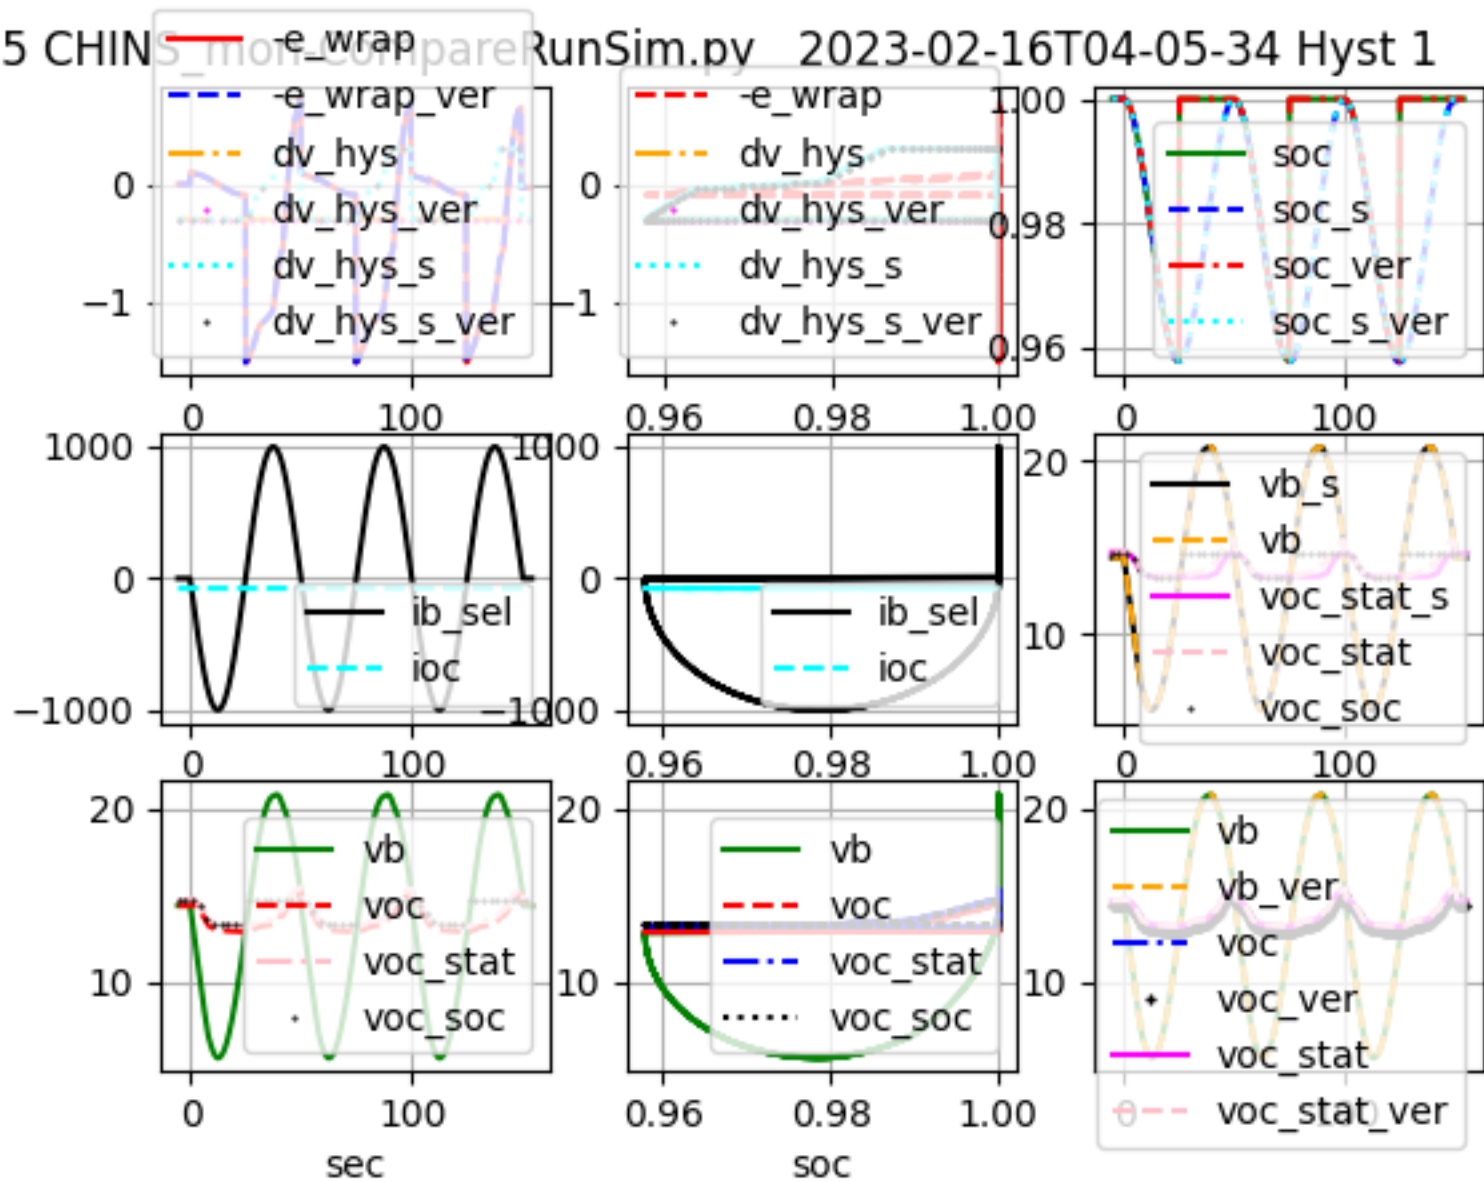 5 CHINS_mon-CompareRunSim.py 2023-02-16T04-05-34 Hyst 1
-e_wrap
-e_wrap_ver
dv_hys
dv_hys_ver
dv_hys_s
dv_hys_s_ver
0
−1
0
100
-e_wrap
dv_hys
dv_hys_ver
dv_hys_s
dv_hys_s_ver
0
−1
0.96
0.98
1.00
soc
soc_s
soc_ver
soc_s_ver
1.00
0.98
0.96
0
100
1000
0
−1000
ib_sel
ioc
0
100
1000
0
−1000
ib_sel
ioc
0.96
0.98
1.00
20
10
vb_s
vb
voc_stat_s
voc_stat
voc_soc
0
100
20
10
vb
voc
voc_stat
voc_soc
0
100
sec
20
10
vb
voc
voc_stat
voc_soc
0.96
0.98
1.00
soc
20
10
vb
vb_ver
voc
voc_ver
voc_stat
voc_stat_ver
0